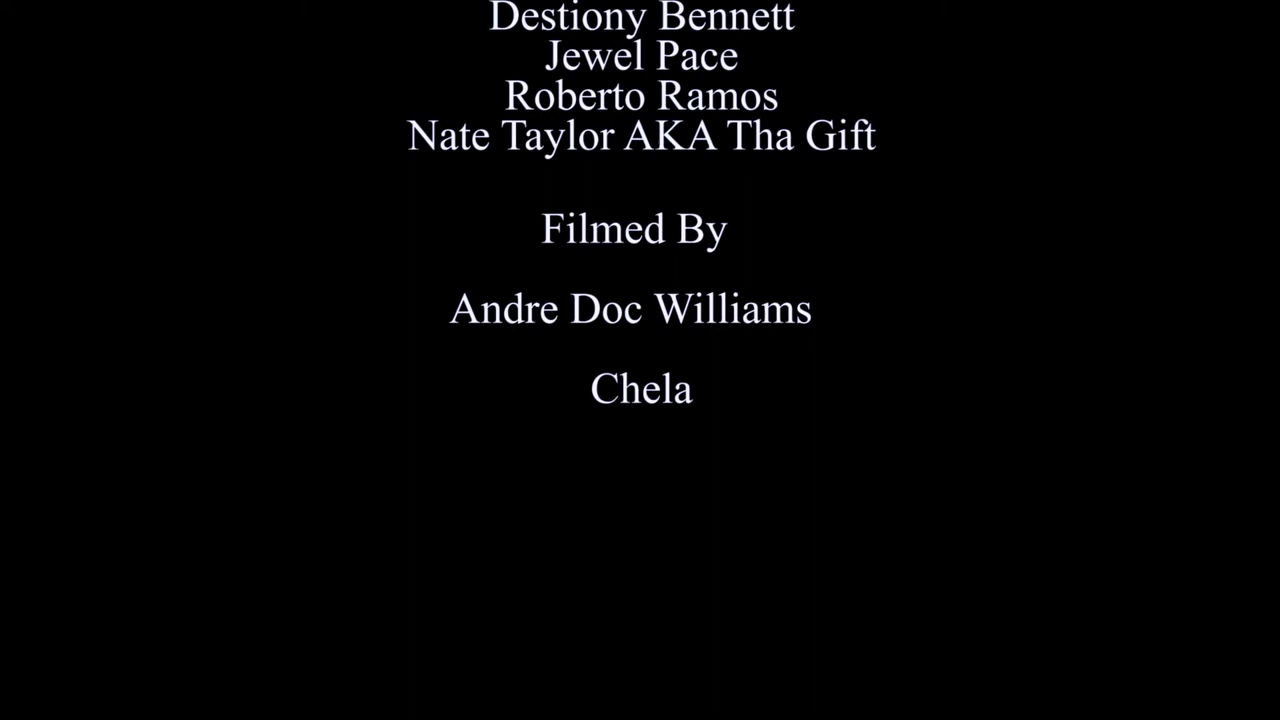 Destiony Bennett
Jewel Pace
Roberto Ramos
Nate Taylor AKA Tha Gift
Filmed By
Andre Doc Williams
Chela